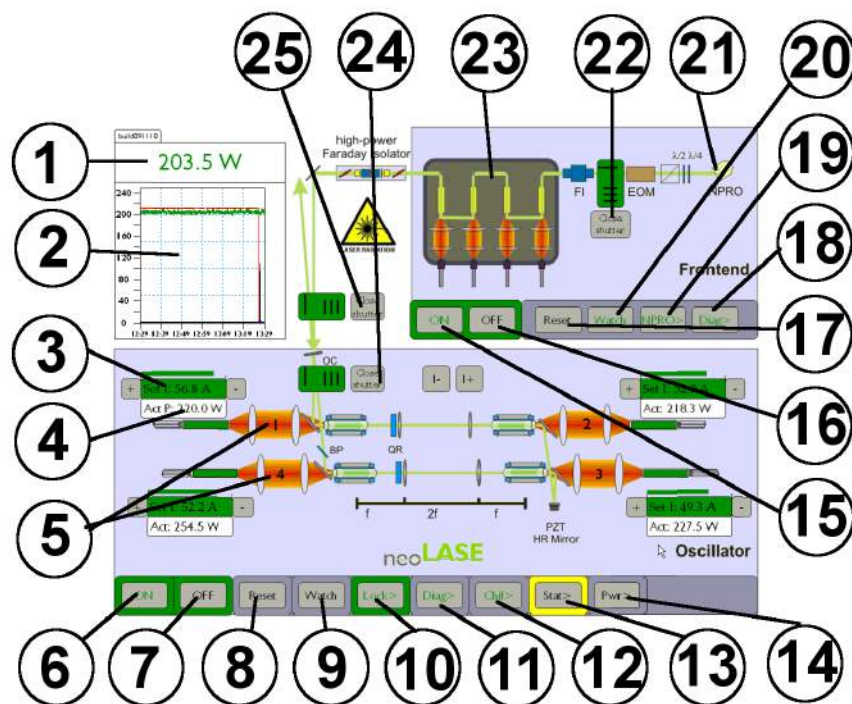 25 24 23 22 21 20
build091110
1
203.5 W
high-power
Faraday isolator
λ/2 λ/4
FI
EOM
NPRO
19
240
200
160
120
80
40
0
12:29 12:39 12:49 12:59 13:09 13:19 13:29
2
LASER RADIATION
Close
shutter
Frontend
18
Close
shutter
ON OFF Reset Watch NPRO> Diag>
17
3
OC
Close
shutter
I- I+
+ Set I: 56.8 A -
Act P: 220.0 W
+ -
Act: 218.3 W
16
4
1
2
BP
QR
4
3
f 2f f
5
+ Set I: 52.2 A -
Act: 254.5 W
PZT
HR Mirror
+ Set I: 49.3 A -
Act: 227.5 W
15
neoLASE
Oscillator
ON OFF Reset Watch Lock> Diag> Chil> Stat> Pwr>
6 7 8 9 10 11 12 13 14